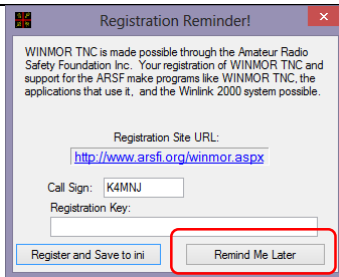 Registration Reminder!
WINMOR TNC is made possible through the Amateur Radio
Safety Foundation Inc. Your registration of WINMOR TNC and
support for the ARSF make programs like WINMOR TNC, the
applications that use it, and the Winlink 2000 system possible.
Registration Site URL:
http://www.arsfi.org/winmor.aspx
Call Sign: K4MNJ
Registration Key:
Register and Save to ini Remind Me Later